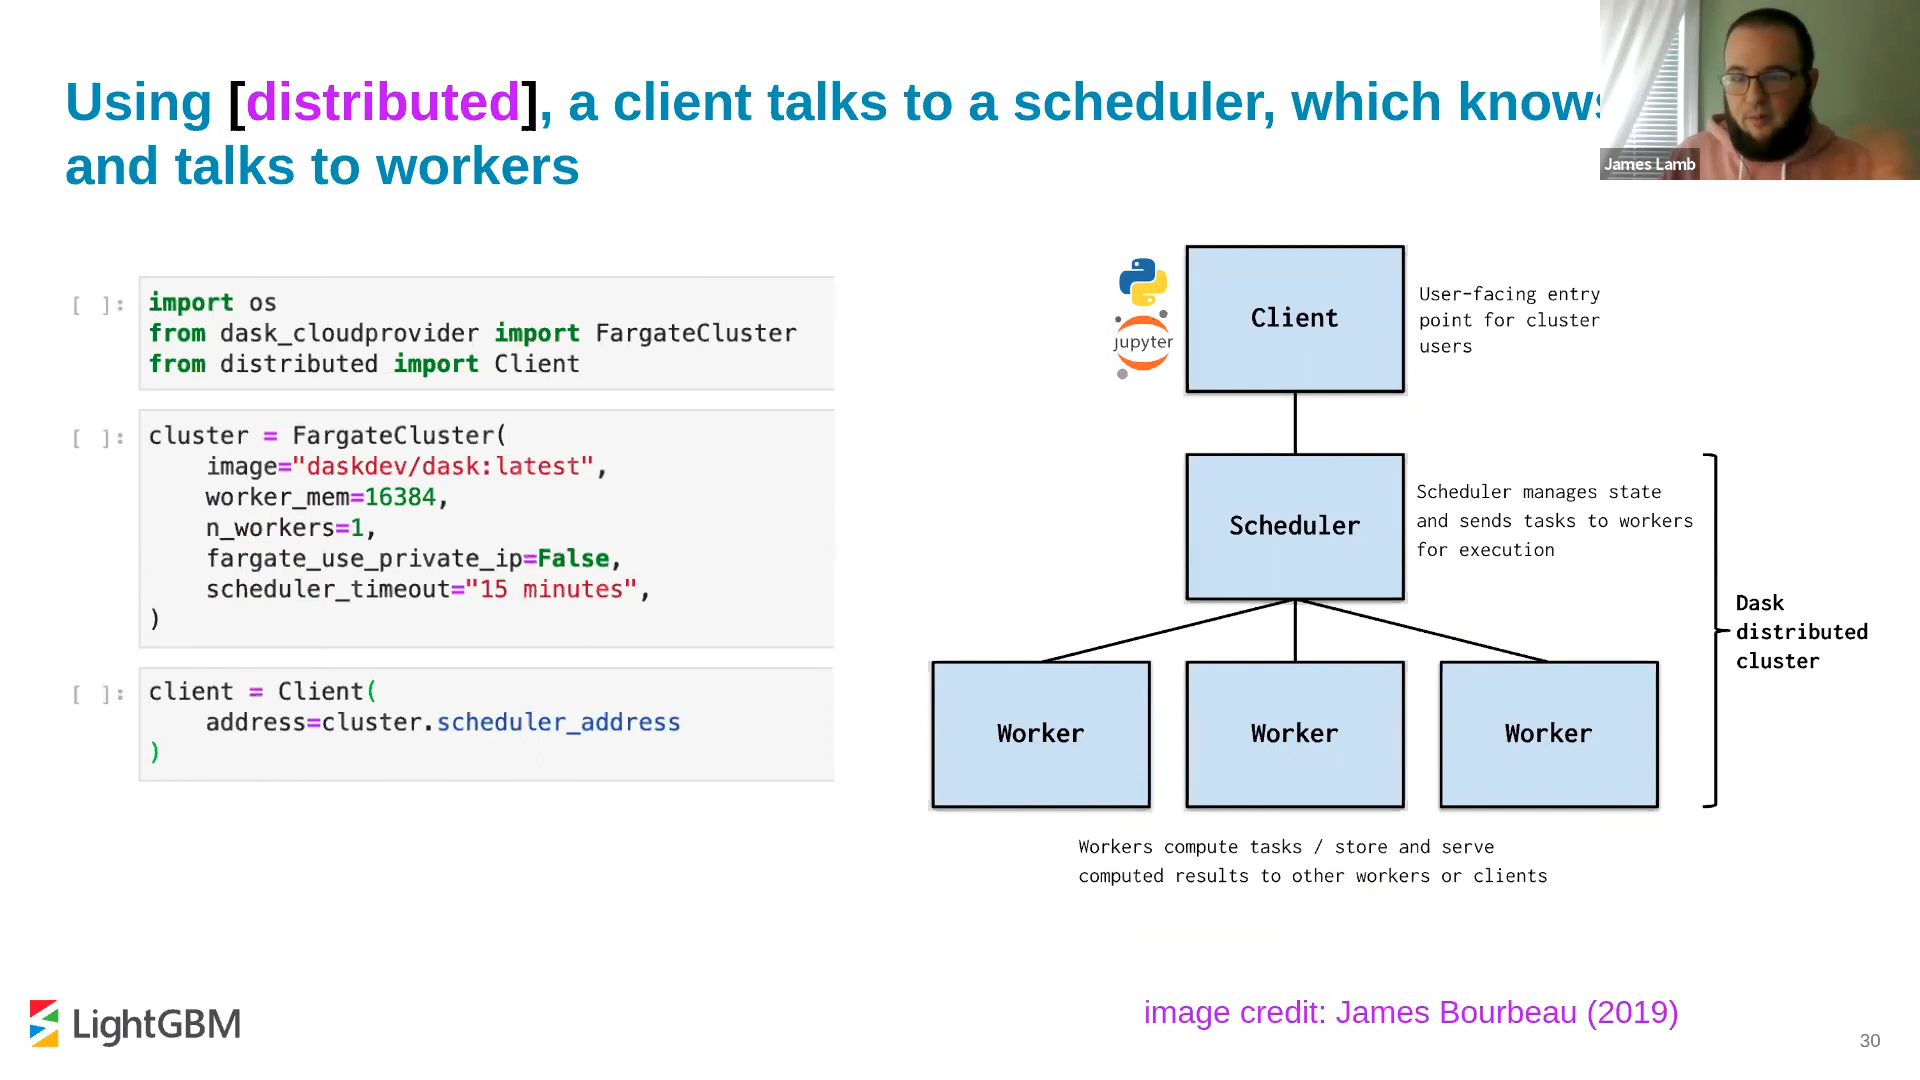 Using [distributed], a client talks to a scheduler, which knows
and talks to workers
James Lamb
[ ]:
import os
from dask_cloudprovider import FargateCluster
from distributed import Client
[ ]:
cluster = FargateCluster(
    image="daskdev/dask:latest",
    worker_mem=16384,
    n_workers=1,
    fargate_use_private_ip=False,
    scheduler_timeout="15 minutes",
)
[ ]:
client = Client(
    address=cluster.scheduler_address
)
jupyter
Client
User-facing entry
point for cluster
users
Scheduler
Scheduler manages state
and sends tasks to workers
for execution
Dask
distributed
cluster
Worker
Worker
Worker
Workers compute tasks / store and serve
computed results to other workers or clients
LightGBM
image credit: James Bourbeau (2019)
30